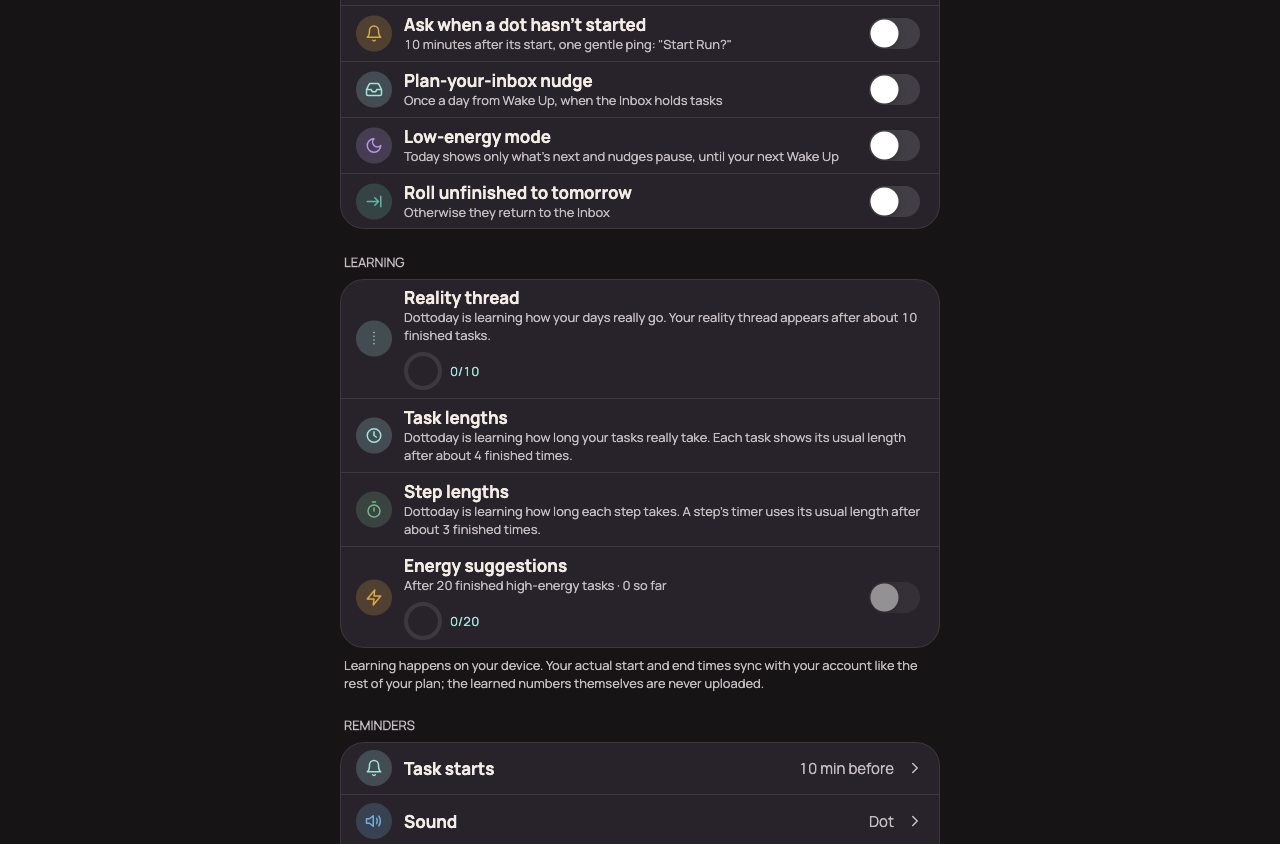 Ask when a dot hasn't started
10 minutes after its start, one gentle ping: "Start Run?"
Plan-your-inbox nudge
Once a day from Wake Up, when the Inbox holds tasks
Low-energy mode
Today shows only what's next and nudges pause, until your next Wake Up
Roll unfinished to tomorrow
Otherwise they return to the Inbox
LEARNING
Reality thread
Dottoday is learning how your days really go. Your reality thread appears after about 10
finished tasks.
0/10
Task lengths
Dottoday is learning how long your tasks really take. Each task shows its usual length
after about 4 finished times.
Step lengths
Dottoday is learning how long each step takes. A step's timer uses its usual length after
about 3 finished times.
Energy suggestions
After 20 finished high-energy tasks · 0 so far
0/20
Learning happens on your device. Your actual start and end times sync with your account like the
rest of your plan; the learned numbers themselves are never uploaded.
REMINDERS
Task starts
10 min before
Sound
Dot